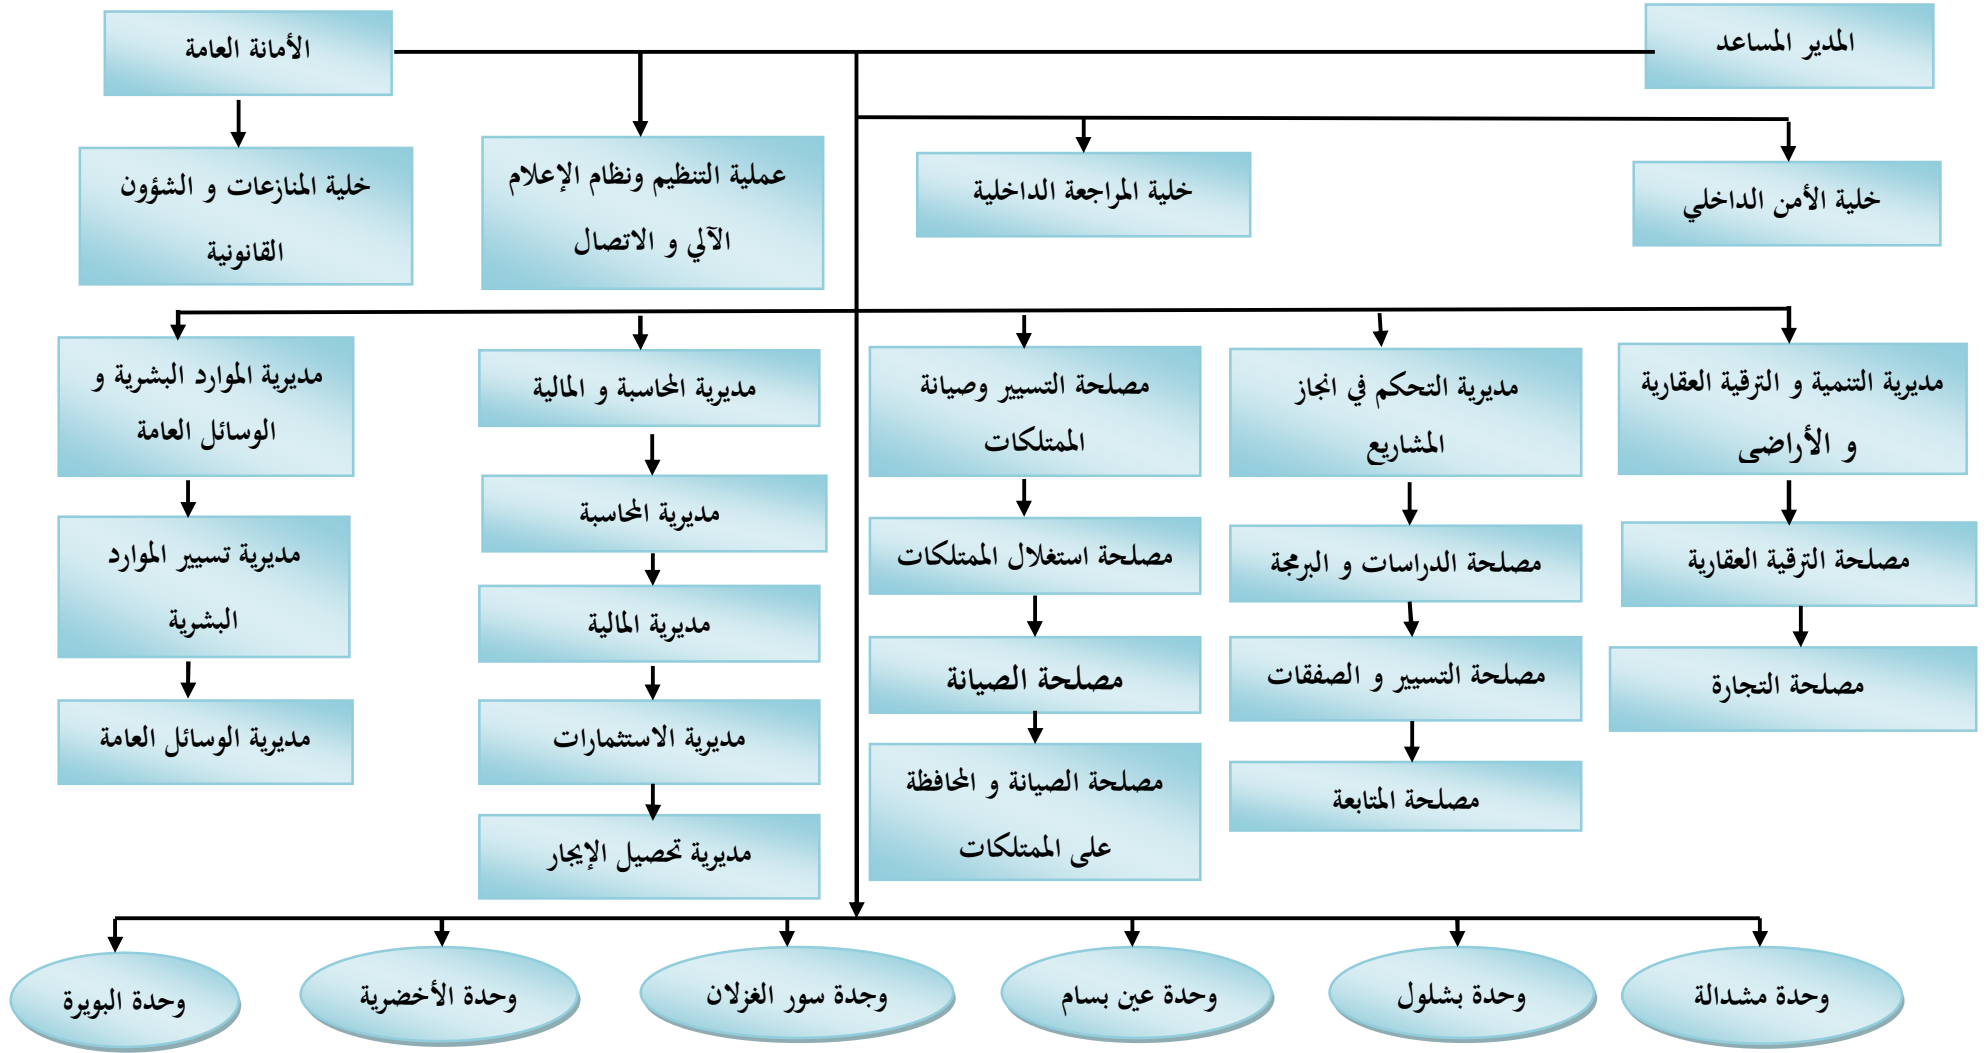 المدير المساعد
الأمانة العامة
خلية الأمن الداخلي
خلية المراجعة الداخلية
عملية التنظيم ونظام الإعلام
الآلي و الاتصال
خلية المنازعات و الشؤون
القانونية
مديرية التنمية و الترقية العقارية
و الأراضى
مديرية التحكم في انجاز
المشاريع
مصلحة التسيير وصيانة
الممتلكات
مديرية المحاسبة و المالية
مديرية الموارد البشرية و
الوسائل العامة
مصلحة الترقية العقارية
مصلحة التجارة
مصلحة الدراسات و البرمجة
مصلحة التسيير و الصفقات
مصلحة المتابعة
مصلحة استغلال الممتلكات
مصلحة الصيانة
مصلحة الصيانة و المحافظة
على الممتلكات
مديرية المحاسبة
مديرية المالية
مديرية الاستثمارات
مديرية تحصيل الإيجار
مديرية تسيير الموارد
البشرية
مديرية الوسائل العامة
وحدة مشدالة
وحدة بشلول
وحدة عين بسام
وجدة سور الغزلان
وحدة الأخضرية
وحدة البويرة